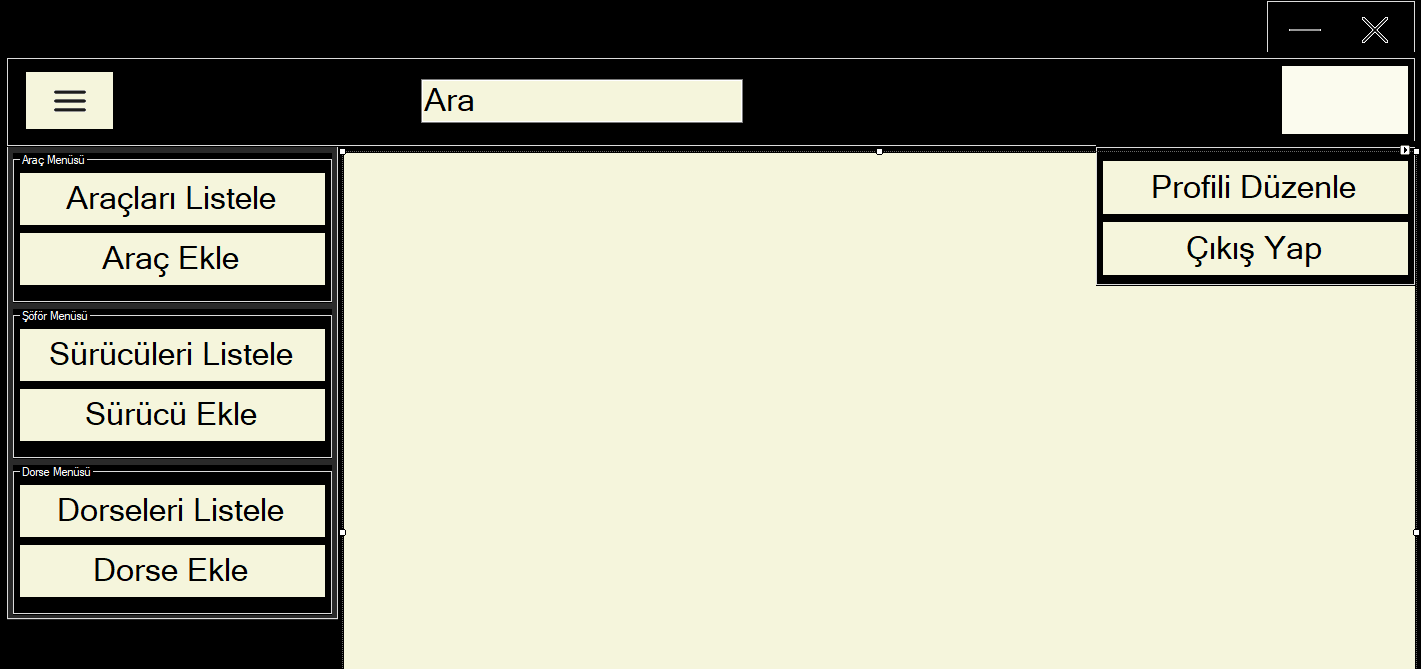 Ara
Araç Menüsü
Araçları Listele
Araç Ekle
Şöför Menüsü
Sürücüleri Listele
Sürücü Ekle
Dorse Menüsü
Dorseleri Listele
Dorse Ekle
Profili Düzenle
Çıkış Yap